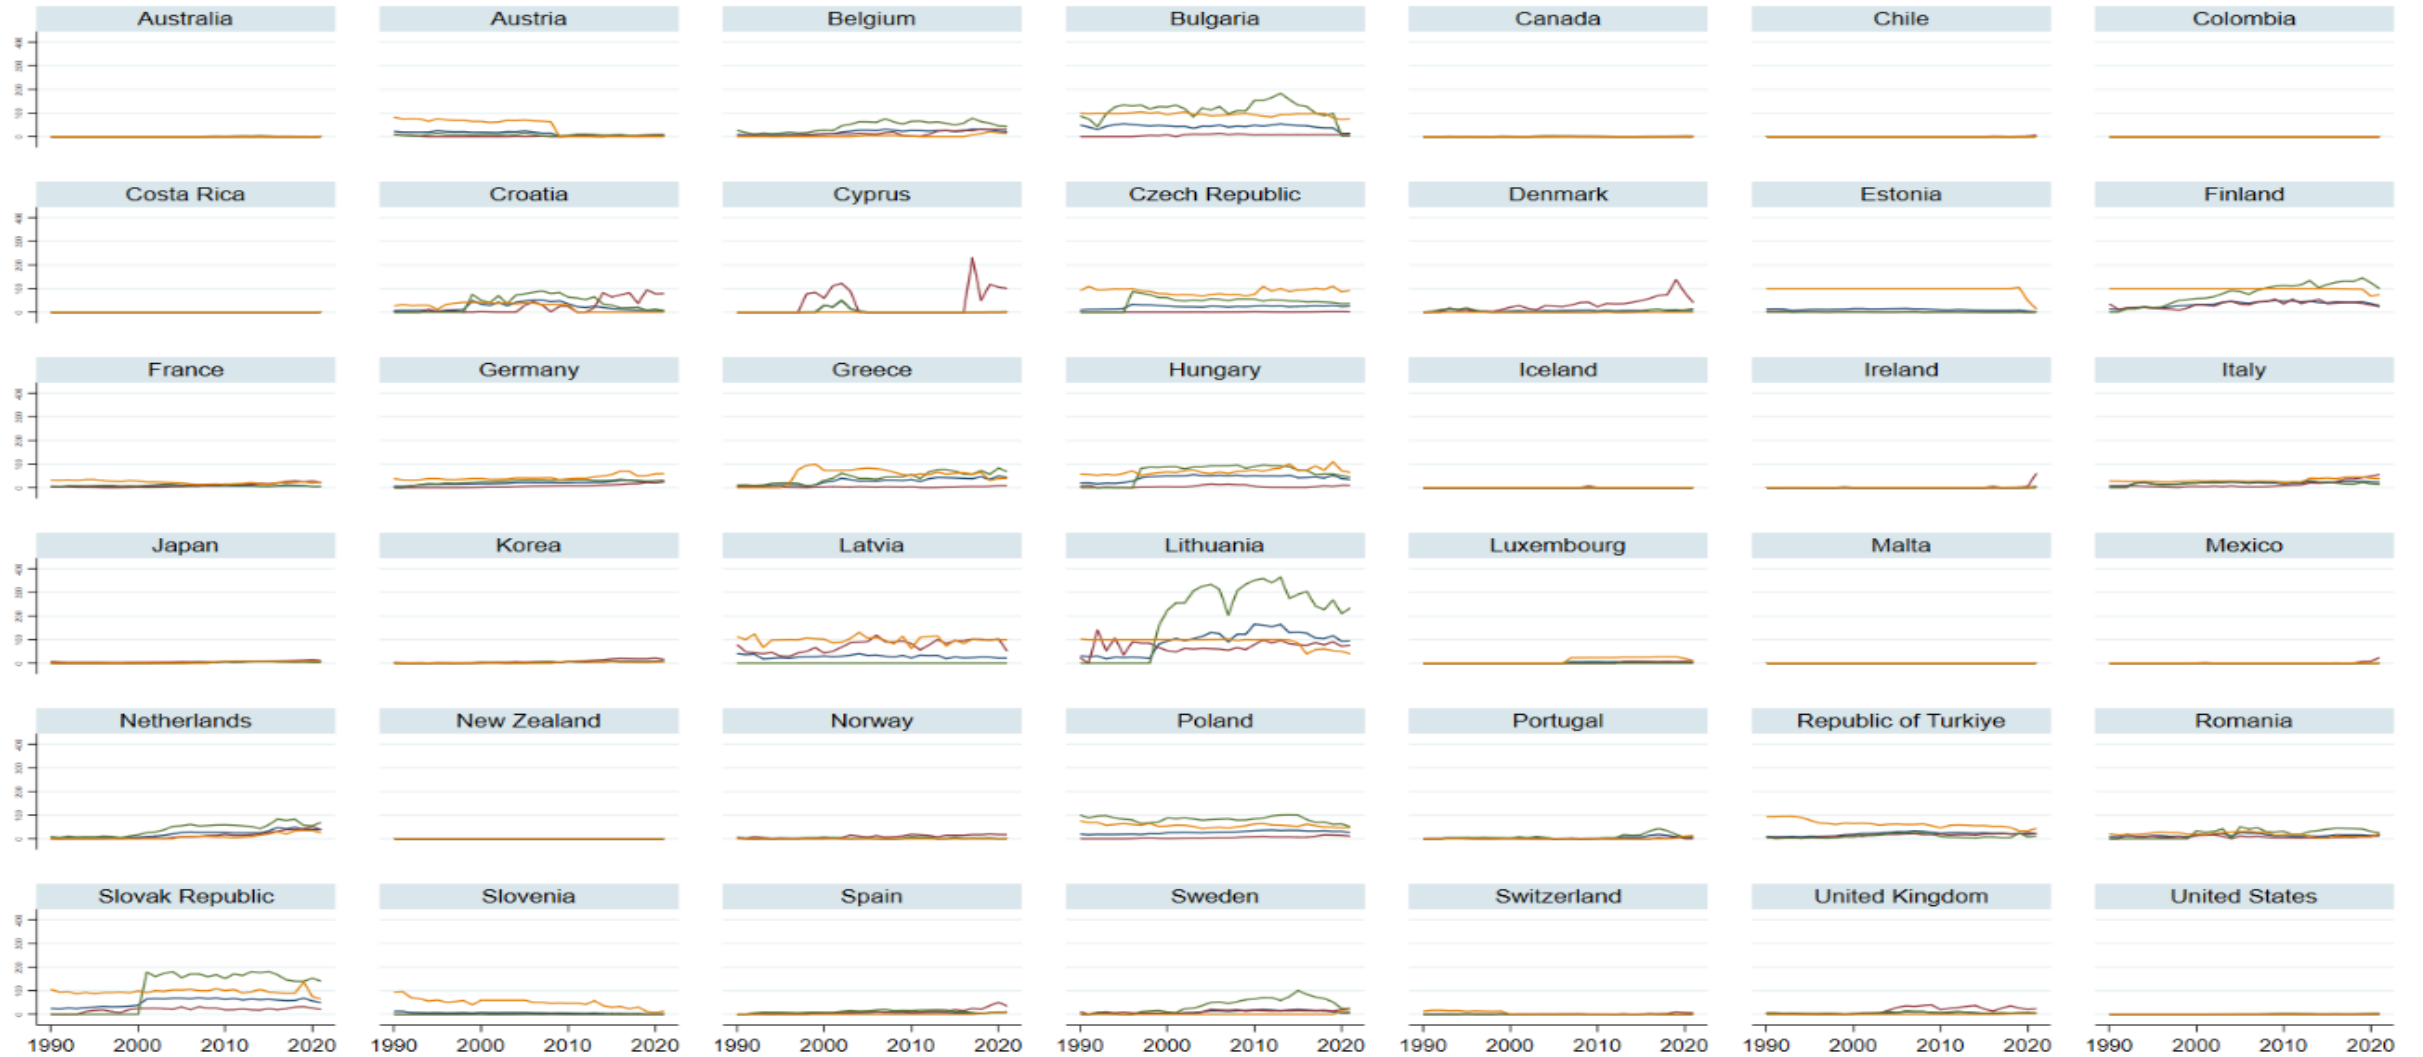 Australia
Austria
Belgium
Bulgaria
Canada
Chile
Colombia
Costa Rica
Croatia
Cyprus
Czech Republic
Denmark
Estonia
Finland
France
Germany
Greece
Hungary
Iceland
Ireland
Italy
Japan
Korea
Latvia
Lithuania
Luxembourg
Malta
Mexico
Netherlands
New Zealand
Norway
Poland
Portugal
Republic of Turkiye
Romania
Slovak Republic
Slovenia
Spain
Sweden
Switzerland
United Kingdom
United States
1990 2000 2010 2020 1990 2000 2010 2020 1990 2000 2010 2020 1990 2000 2010 2020 1990 2000 2010 2020 1990 2000 2010 2020 1990 2000 2010 2020